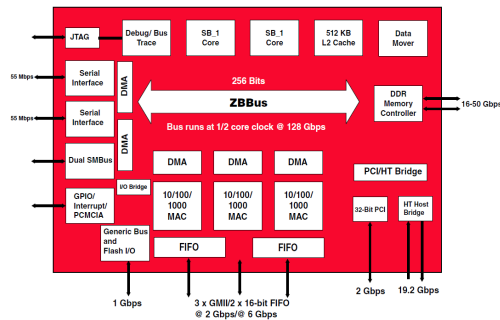 JTAG
Debug/ Bus
Trace
SB_1
Core
SB_1
Core
512 KB
L2 Cache
Data
Mover
55 Mbps
Serial
Interface
DMA
256 Bits
ZBBus
Bus runs at 1/2 core clock @ 128 Gbps
DDR
Memory
Controller
16-50 Gbps
55 Mbps
Serial
Interface
DMA
Dual SMBus
I/O Bridge
GPIO/
Interrupt/
PCMCIA
DMA
DMA
DMA
10/100/
1000
MAC
10/100/
1000
MAC
10/100/
1000
MAC
PCI/HT Bridge
32-Bit PCI
HT Host
Bridge
Generic Bus
and
Flash I/O
FIFO
FIFO
1 Gbps
3 x GMII/2 x 16-bit FIFO
@ 2 Gbps/@ 6 Gbps
2 Gbps
19.2 Gbps